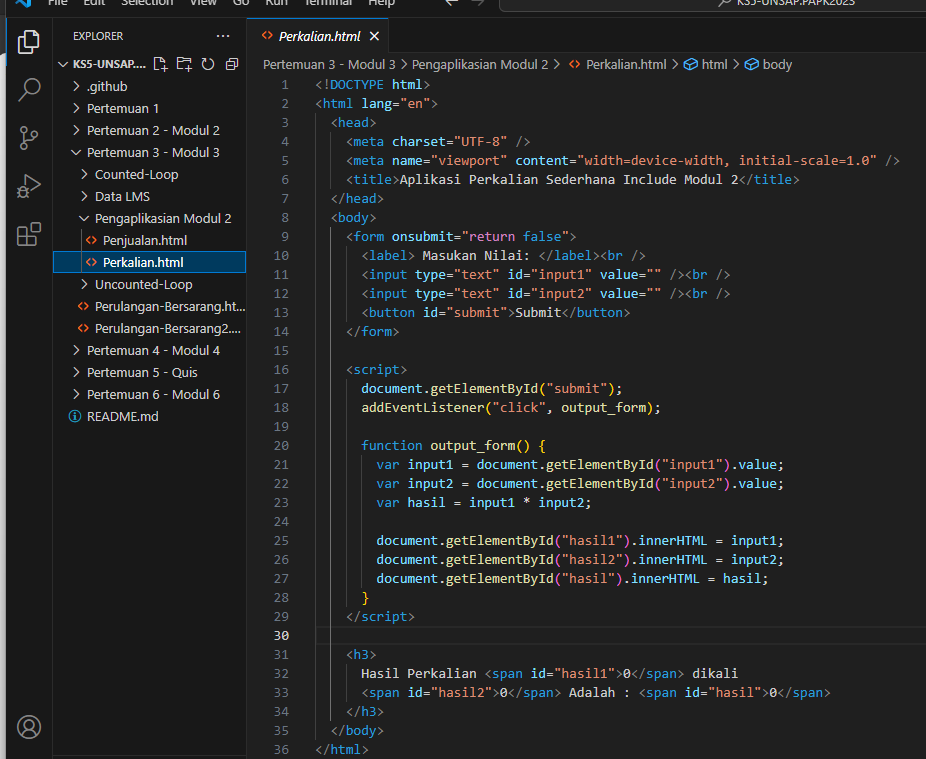 File Edit Selection View Go Run Terminal Help
KS5-UNSAP.PAPK2023
EXPLORER
KS5-UNSAP....
.github
Pertemuan 1
Pertemuan 2 - Modul 2
Pertemuan 3 - Modul 3
Counted-Loop
Data LMS
Pengaplikasian Modul 2
Penjualan.html
Perkalian.html
Uncounted-Loop
Perulangan-Bersarang.ht...
Perulangan-Bersarang2....
Pertemuan 4 - Modul 4
Pertemuan 5 - Quis
Pertemuan 6 - Modul 6
README.md
Perkalian.html
Pertemuan 3 - Modul 3 > Pengaplikasian Modul 2 > Perkalian.html > html > body
1 <!DOCTYPE html>
2 <html lang="en">
3 <head>
4 <meta charset="UTF-8" />
5 <meta name="viewport" content="width=device-width, initial-scale=1.0" />
6 <title>Aplikasi Perkalian Sederhana Include Modul 2</title>
7 </head>
8 <body>
9 <form onsubmit="return false">
10 <label> Masukan Nilai: </label><br />
11 <input type="text" id="input1" value="" /><br />
12 <input type="text" id="input2" value="" /><br />
13 <button id="submit">Submit</button>
14 </form>
15
16 <script>
17 document.getElementById("submit");
18 addEventListener("click", output_form);
19
20 function output_form() {
21 var input1 = document.getElementById("input1").value;
22 var input2 = document.getElementById("input2").value;
23 var hasil = input1 * input2;
24
25 document.getElementById("hasil1").innerHTML = input1;
26 document.getElementById("hasil2").innerHTML = input2;
27 document.getElementById("hasil").innerHTML = hasil;
28 }
29 </script>
30
31 <h3>
32 Hasil Perkalian <span id="hasil1">0</span> dikali
33 <span id="hasil2">0</span> Adalah : <span id="hasil">0</span>
34 </h3>
35 </body>
36 </html>